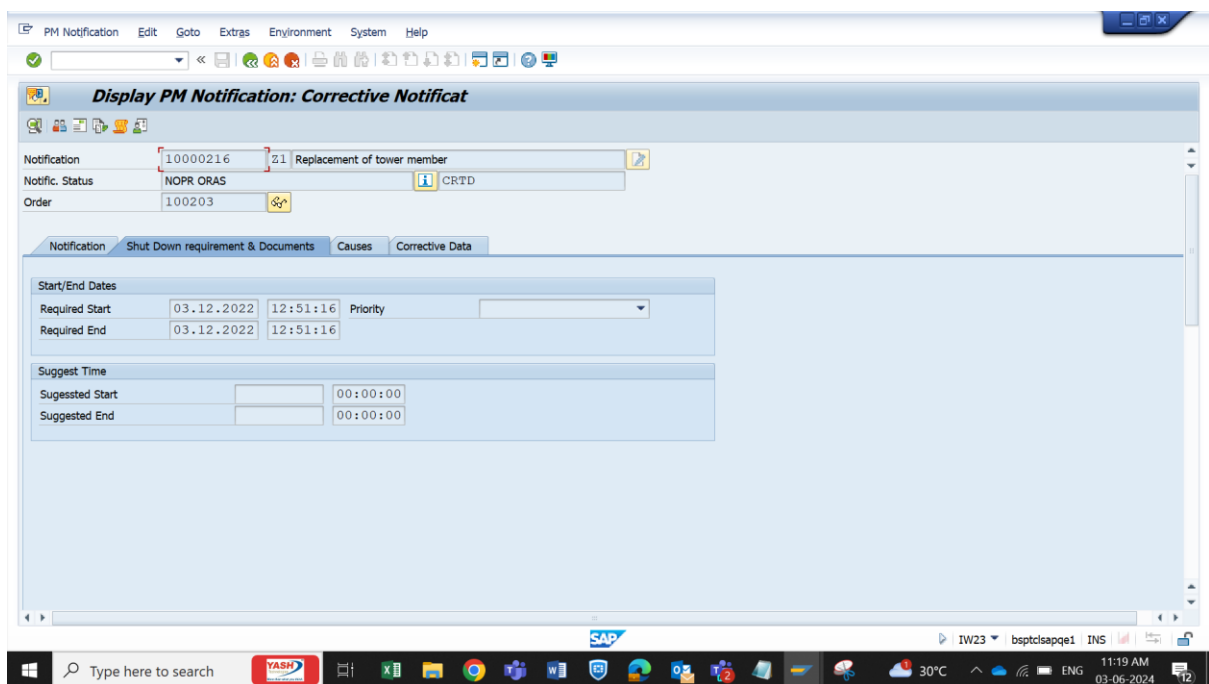 PM Notification Edit Goto Extras Environment System Help
Display PM Notification: Corrective Notificat
Notification 10000216 Z1 Replacement of tower member
Notific. Status NOPR ORAS CRTD
Order 100203
Notification Shut Down requirement & Documents Causes Corrective Data
Start/End Dates
Required Start 03.12.2022 12:51:16 Priority
Required End 03.12.2022 12:51:16
Suggest Time
Sugessted Start 00:00:00
Suggested End 00:00:00
SAP IW23 bsptclsapqe1 INS
Type here to search YASH 2 1 30°C ENG 11:19 AM 12
03-06-2024